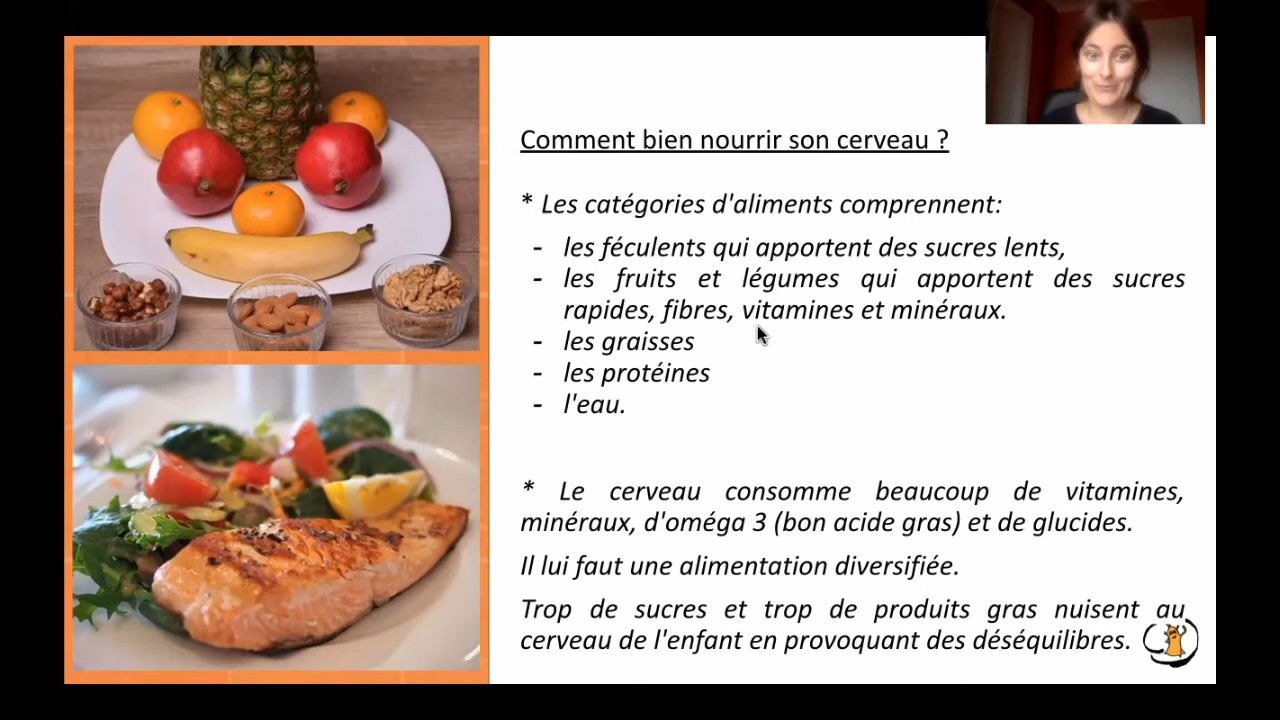 Comment bien nourrir son cerveau ?
* Les catégories d'aliments comprennent:
- les féculents qui apportent des sucres lents,
- les fruits et légumes qui apportent des sucres
rapides, fibres, vitamines et minéraux.
- les graisses
- les protéines
- l'eau.
* Le cerveau consomme beaucoup de vitamines,
minéraux, d'oméga 3 (bon acide gras) et de glucides.
Il lui faut une alimentation diversifiée.
Trop de sucres et trop de produits gras nuisent au
cerveau de l'enfant en provoquant des déséquilibres.